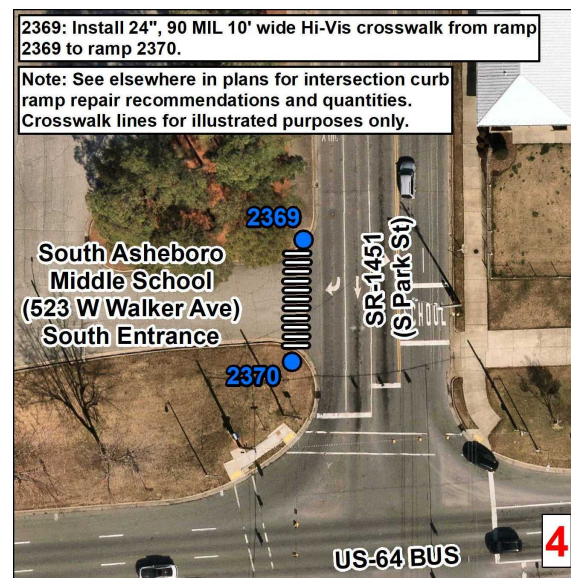 2369: Install 24", 90 MIL 10' wide Hi-Vis crosswalk from ramp
2369 to ramp 2370.
Note: See elsewhere in plans for intersection curb
ramp repair recommendations and quantities.
Crosswalk lines for illustrated purposes only.
2369
South Asheboro
Middle School
(523 W Walker Ave)
South Entrance
SR-1451
(S Park St)
SCHOOL
2370
US-64 BUS
4